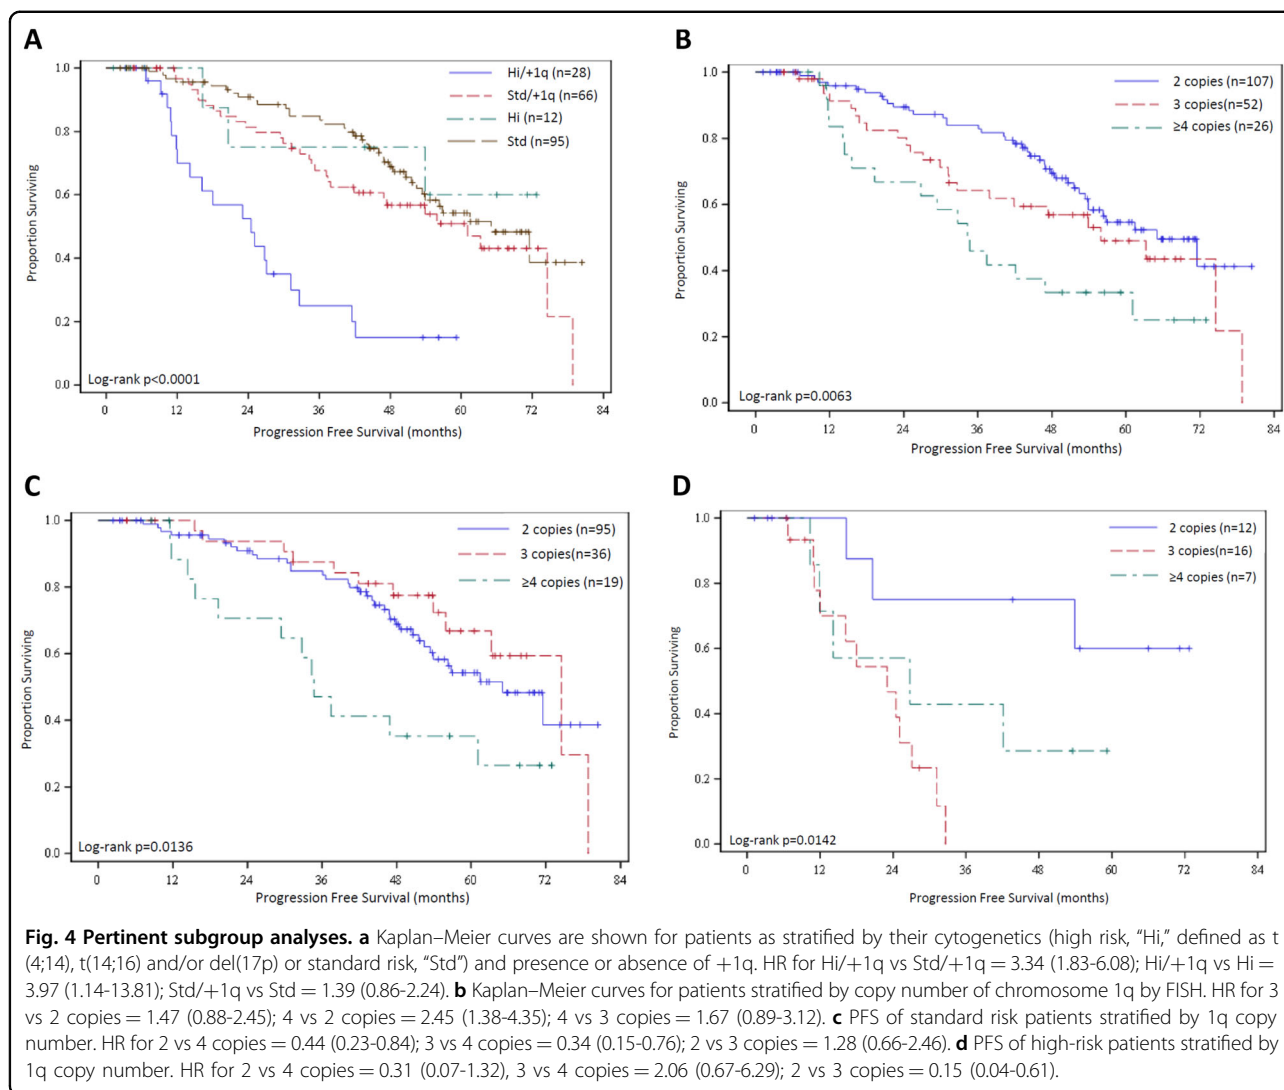 A
Hi/+1q (n=28)
Std/+1q (n=66)
Hi (n=12)
Std (n=95)
1.0
0.8
0.6
0.4
0.2
0.0
Proportion Surviving
Log-rank p<0.0001
0 12 24 36 48 60 72 84
Progression Free Survival (months)
B
2 copies (n=107)
3 copies(n=52)
≥4 copies (n=26)
1.0
0.8
0.6
0.4
0.2
0.0
Proportion Surviving
Log-rank p=0.0063
0 12 24 36 48 60 72 84
Progression Free Survival (months)
C
2 copies (n=95)
3 copies(n=36)
≥4 copies (n=19)
1.0
0.8
0.6
0.4
0.2
0.0
Proportion Surviving
Log-rank p=0.0136
0 12 24 36 48 60 72 84
Progression Free Survival (months)
D
2 copies (n=12)
3 copies(n=16)
≥4 copies (n=7)
1.0
0.8
0.6
0.4
0.2
0.0
Proportion Surviving
Log-rank p=0.0142
0 12 24 36 48 60 72 84
Progression Free Survival (months)
Fig. 4 Pertinent subgroup analyses. a Kaplan–Meier curves are shown for patients as stratified by their cytogenetics (high risk, “Hi,” defined as t
(4;14), t(14;16) and/or del(17p) or standard risk, “Std”) and presence or absence of +1q. HR for Hi/+1q vs Std/+1q = 3.34 (1.83-6.08); Hi/+1q vs Hi =
3.97 (1.14-13.81); Std/+1q vs Std = 1.39 (0.86-2.24). b Kaplan–Meier curves for patients stratified by copy number of chromosome 1q by FISH. HR for 3
vs 2 copies = 1.47 (0.88-2.45); 4 vs 2 copies = 2.45 (1.38-4.35); 4 vs 3 copies = 1.67 (0.89-3.12). c PFS of standard risk patients stratified by 1q copy
number. HR for 2 vs 4 copies = 0.44 (0.23-0.84); 3 vs 4 copies = 0.34 (0.15-0.76); 2 vs 3 copies = 1.28 (0.66-2.46). d PFS of high-risk patients stratified by
1q copy number. HR for 2 vs 4 copies = 0.31 (0.07-1.32), 3 vs 4 copies = 2.06 (0.67-6.29); 2 vs 3 copies = 0.15 (0.04-0.61).